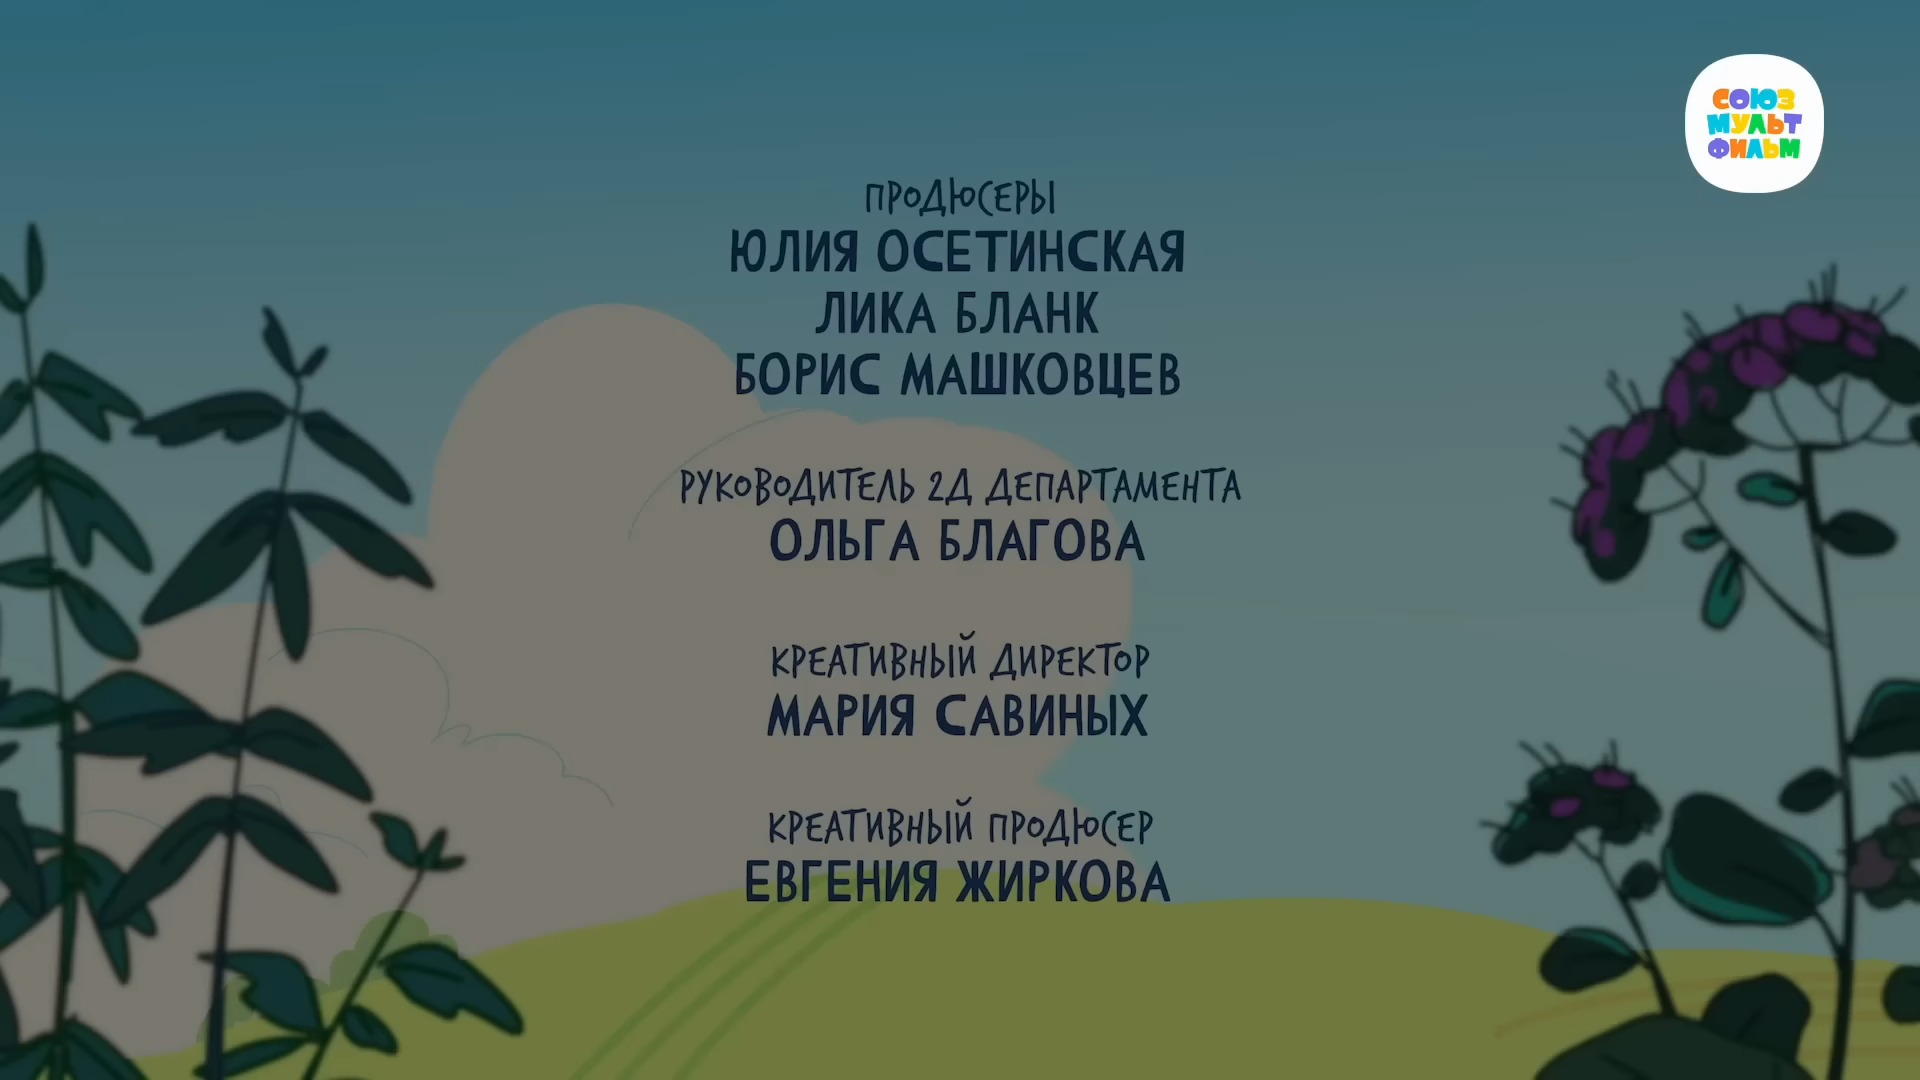 СОЮЗ
МУЛЬТ
ФИЛЬМ
ПРОДЮСЕРЫ
ЮЛИЯ ОСЕТИНСКАЯ
ЛИКА БЛАНК
БОРИС МАШКОВЦЕВ
РУКОВОДИТЕЛЬ 2Д ДЕПАРТАМЕНТА
ОЛЬГА БЛАГОВА
КРЕАТИВНЫЙ ДИРЕКТОР
МАРИЯ САВИНЫХ
КРЕАТИВНЫЙ ПРОДЮСЕР
ЕВГЕНИЯ ЖИРКОВА